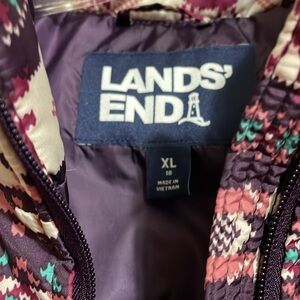 LANDS'
END
XL
18
MADE IN
VIETNAM